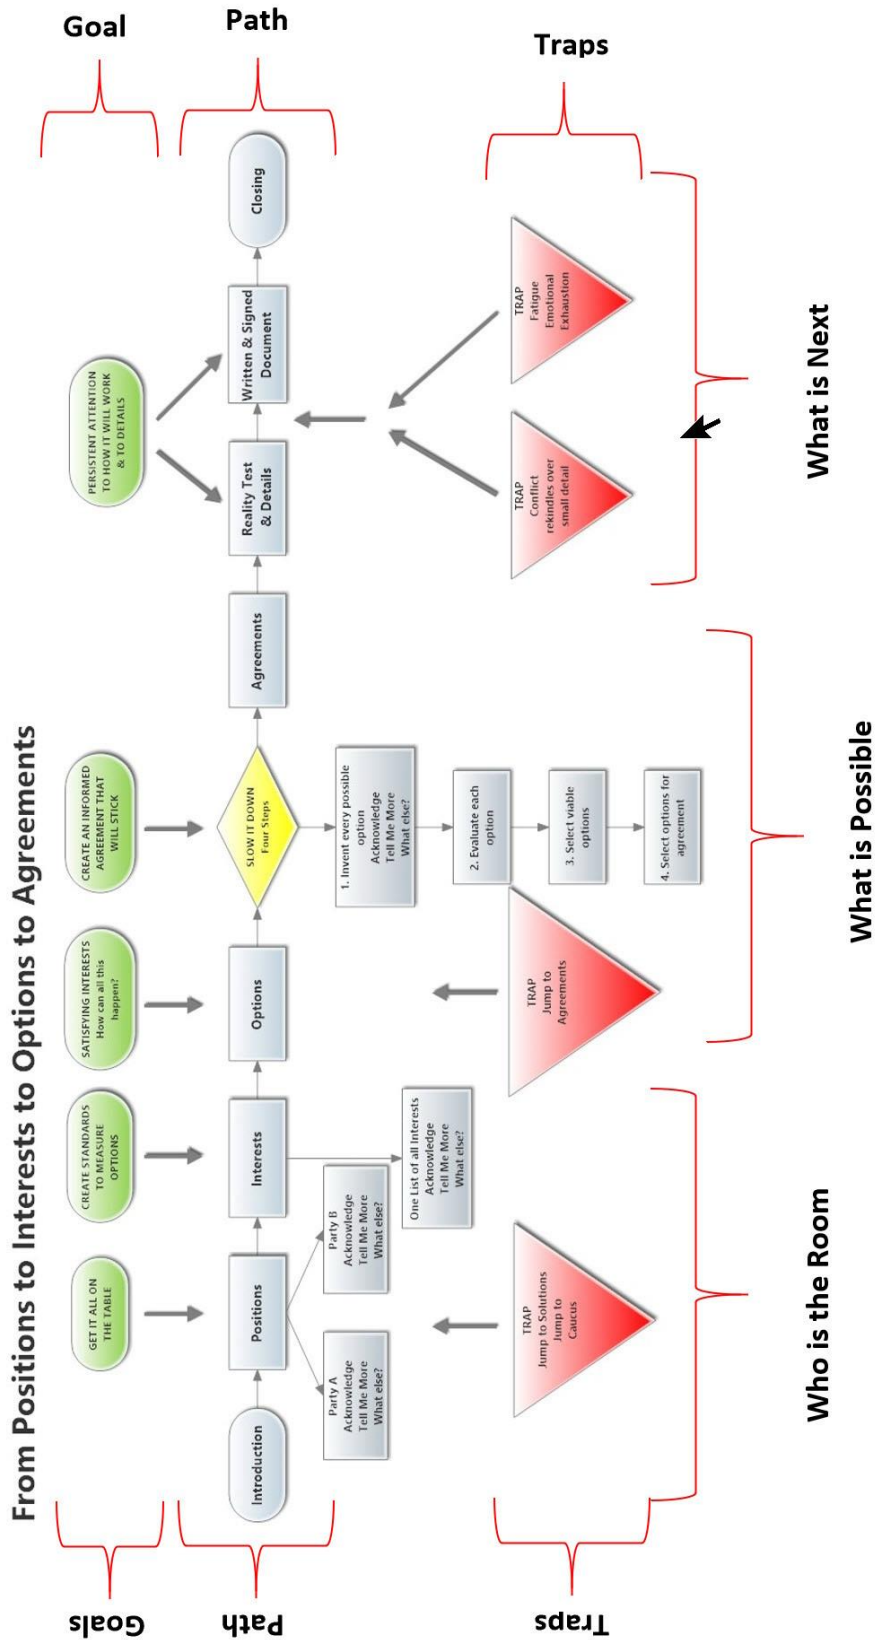 From Positions to Interests to Options to Agreements
Goals
Path
Traps
Goal
Path
Traps
GET IT ALL ON
THE TABLE
CREATE STANDARDS
TO MEASURE
OPTIONS
SATISFYING INTERESTS
How can all this
happen?
CREATE AN INFORMED
AGREEMENT THAT
WILL STICK
PERSISTENT ATTENTION
TO HOW IT WILL WORK
& TO DETAILS
Introduction
Positions
Interests
Options
SLOW IT DOWN
Four Steps
Agreements
Reality Test
& Details
Written & Signed
Document
Closing
Party A
Acknowledge
Tell Me More
What else?
Party B
Acknowledge
Tell Me More
What else?
One List of all Interests
Acknowledge
Tell Me More
What else?
1. Invent every possible
option
Acknowledge
Tell Me More
What else?
2. Evaluate each
option
3. Select viable
options
4. Select options for
agreement
TRAP
Jump to Solutions
Jump to
Caucus
TRAP
Jump to
Agreements
TRAP
Conflict
rekindles over
small detail
TRAP
Fatigue
Emotional
Exhaustion
Who is the Room
What is Possible
What is Next